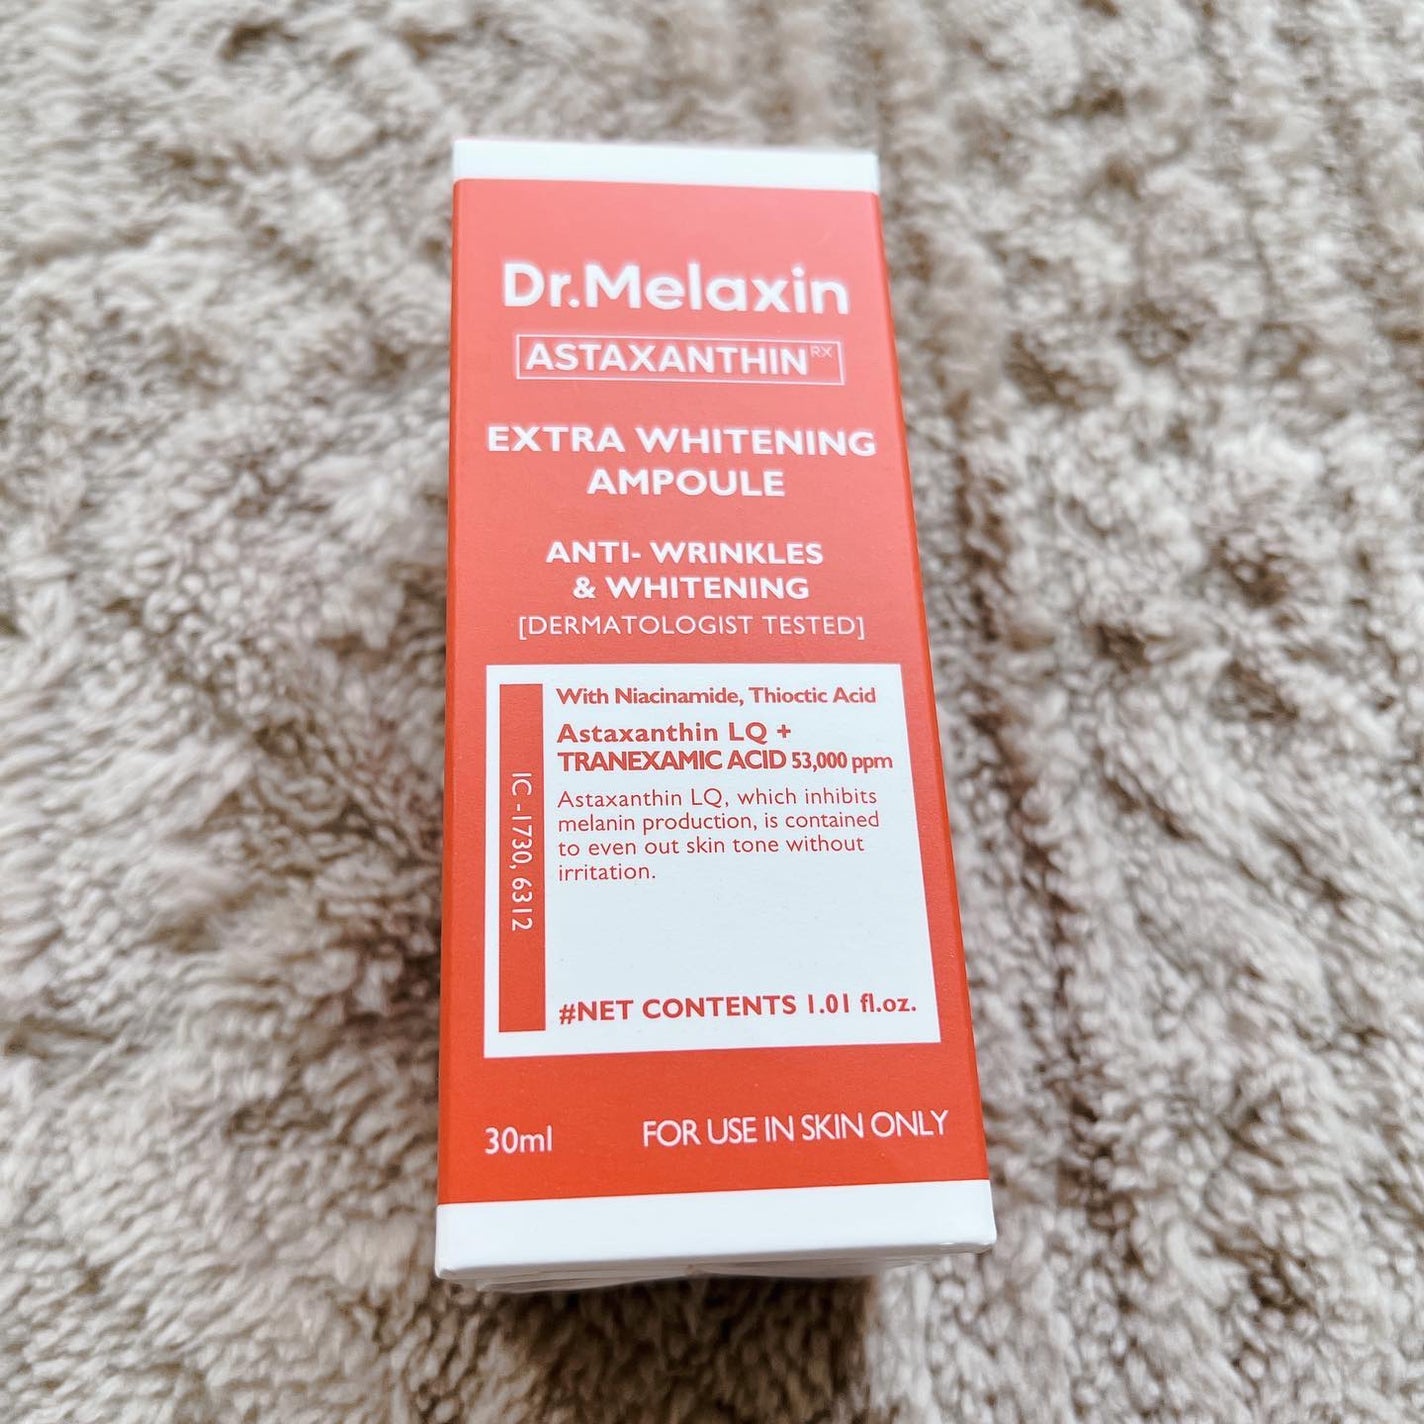 Dr.Melaxin
ASTAXANTHIN RX
EXTRA WHITENING
AMPOULE
ANTI- WRINKLES
& WHITENING
[DERMATOLOGIST TESTED]
IC -1730, 6312
With Niacinamide, Thioctic Acid
Astaxanthin LQ +
TRANEXAMIC ACID 53,000 ppm
Astaxanthin LQ, which inhibits
melanin production, is contained
to even out skin tone without
irritation.
#NET CONTENTS 1.01 fl.oz.
30ml FOR USE IN SKIN ONLY